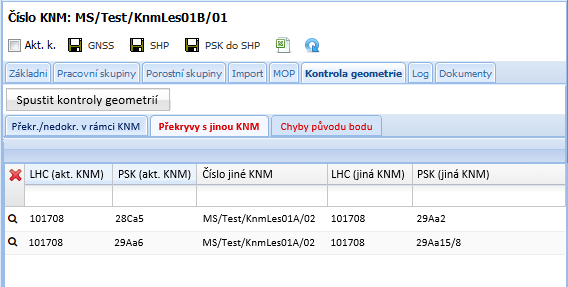 Číslo KNM: MS/Test/KnmLes01B/01
Akt. k. GNSS SHP PSK do SHP
Základní Pracovní skupiny Porostní skupiny Import MOP Kontrola geometrie Log Dokumenty
Spustit kontroly geometrií
Překr./nedokr. v rámci KNM Překryvy s jinou KNM Chyby původu bodu
LHC (akt. KNM) PSK (akt. KNM) Číslo jiné KNM LHC (jiná KNM) PSK (jiná KNM)
101708 28Ca5 MS/Test/KnmLes01A/02 101708 29Aa2
101708 29Aa6 MS/Test/KnmLes01A/02 101708 29Aa15/8